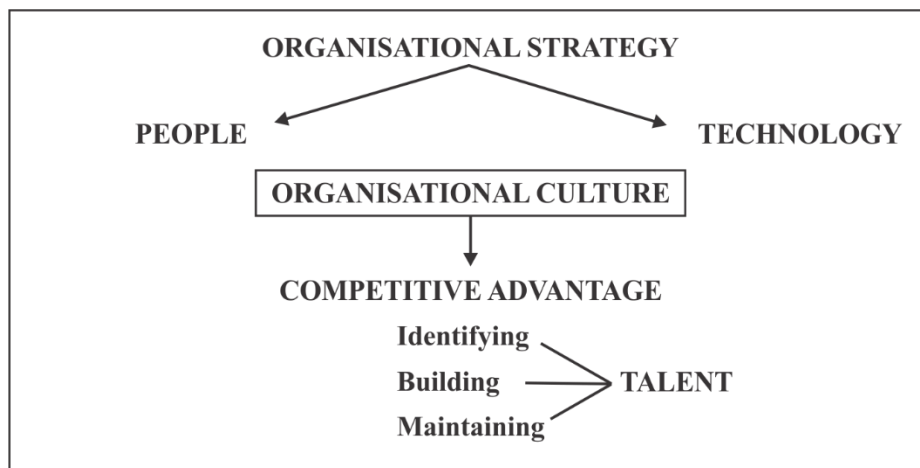 ORGANISATIONAL STRATEGY
PEOPLE
TECHNOLOGY
ORGANISATIONAL CULTURE
COMPETITIVE ADVANTAGE
Identifying
Building
Maintaining
TALENT